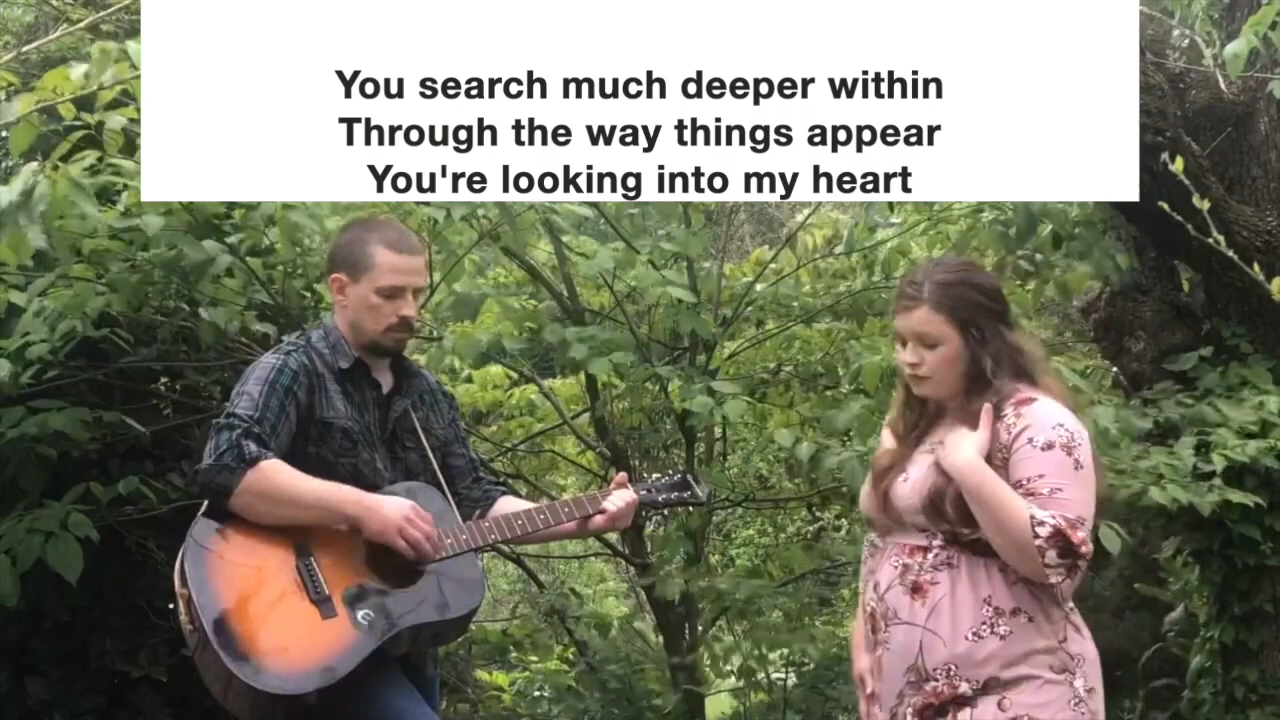 You search much deeper within
Through the way things appear
You're looking into my heart